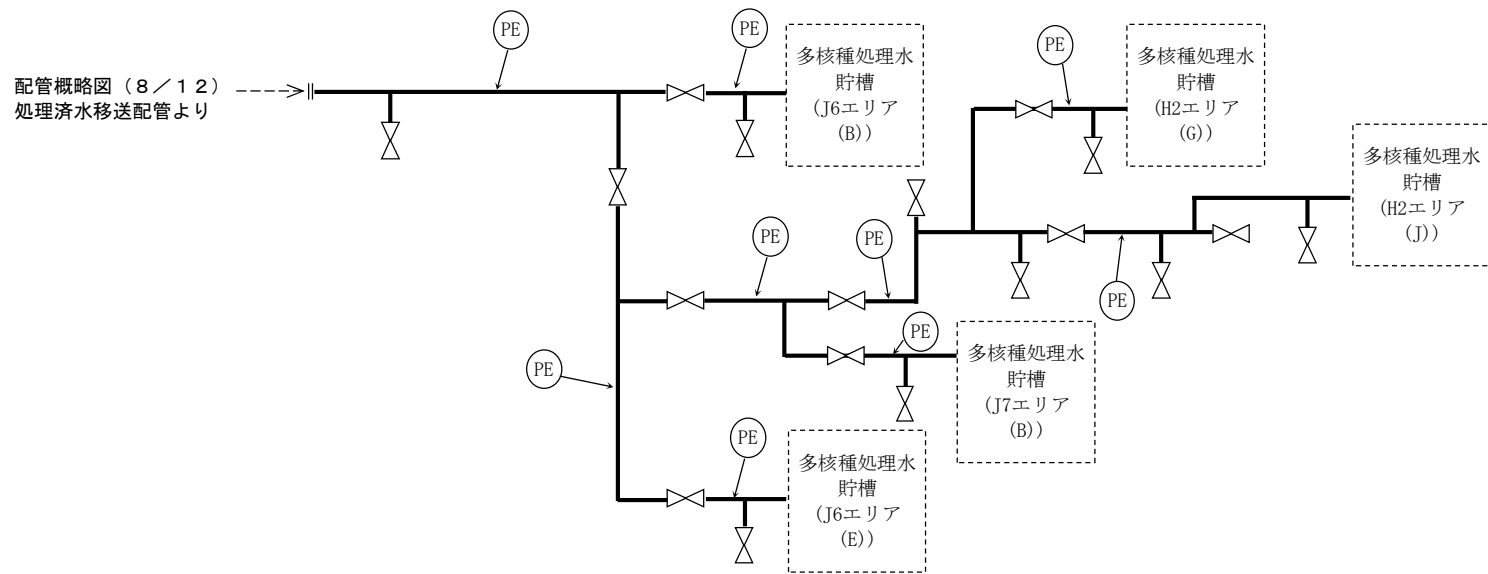 配管概略図（８／１２）
処理済水移送配管より
PE
PE
多核種処理水
貯槽
(J6エリア
(B))
PE
多核種処理水
貯槽
(H2エリア
(G))
多核種処理水
貯槽
(H2エリア
(J))
PE
PE
PE
PE
多核種処理水
貯槽
(J7エリア
(B))
PE
PE
多核種処理水
貯槽
(J6エリア
(E))